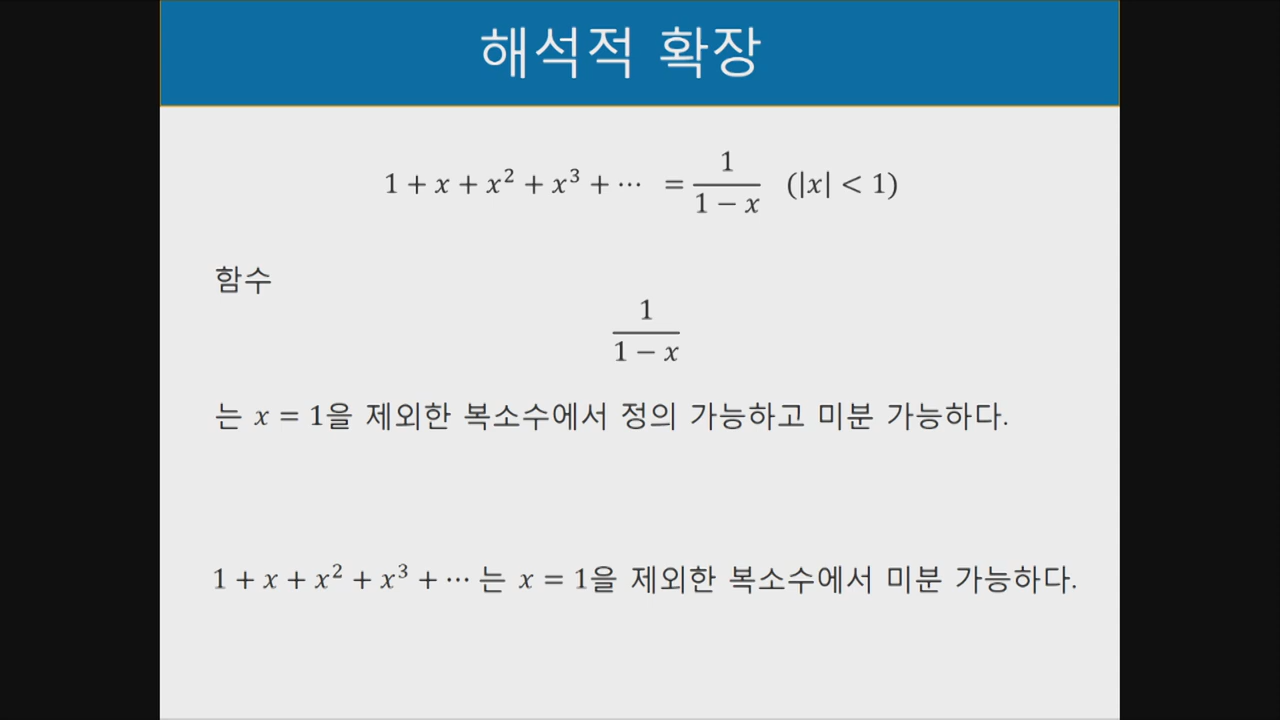 해석적 확장
1 + x + x² + x³ + ⋯ = 1/(1 − x) (|x| < 1)
함수
1/(1 − x)
는 x = 1을 제외한 복소수에서 정의 가능하고 미분 가능하다.
1 + x + x² + x³ + ⋯ 는 x = 1을 제외한 복소수에서 미분 가능하다.